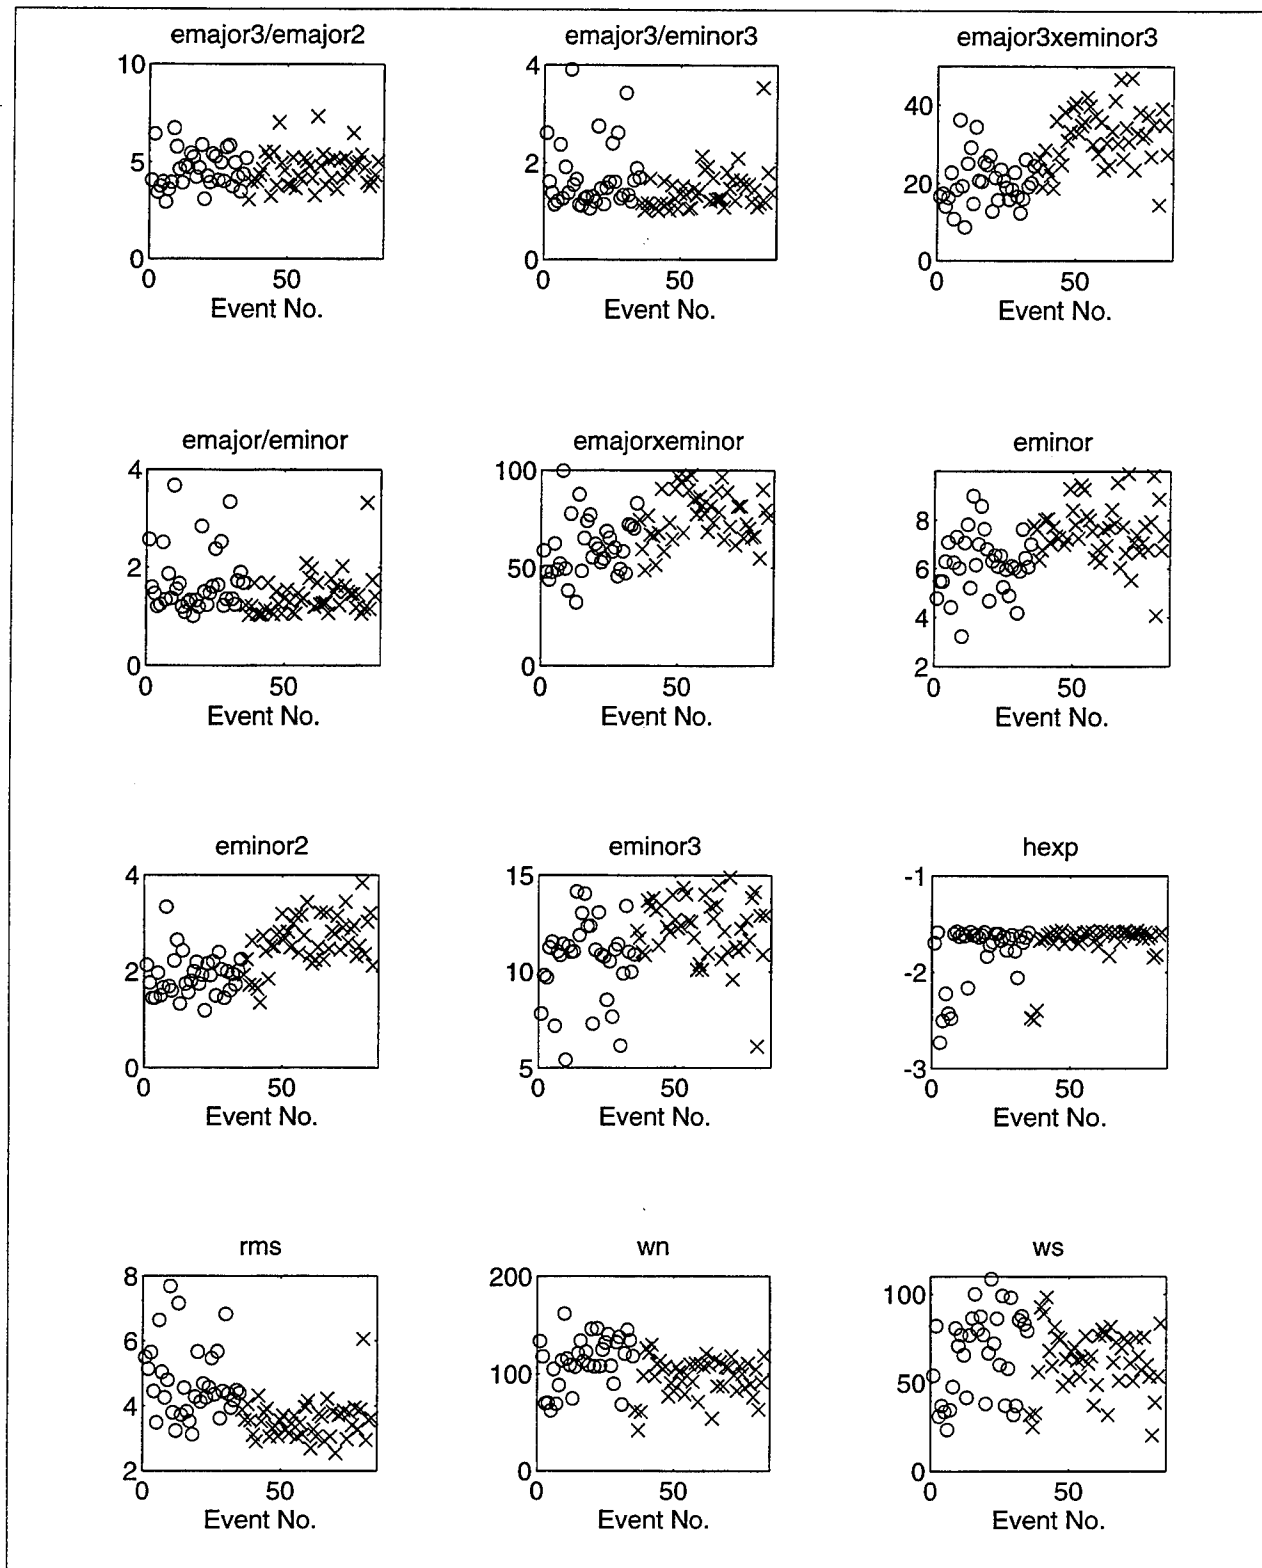 emajor3/emajor2
emajor3/eminor3
emajor3xeminor3
10
5
0
0
50
Event No.
4
2
0
0
50
Event No.
40
20
0
0
50
Event No.
emajor/eminor
emajorxeminor
eminor
4
2
0
0
50
Event No.
100
50
0
0
50
Event No.
8
6
4
2
0
50
Event No.
eminor2
eminor3
hexp
4
2
0
0
50
Event No.
15
10
5
0
50
Event No.
-1
-2
-3
0
50
Event No.
rms
wn
ws
8
6
4
2
0
50
Event No.
200
100
0
0
50
Event No.
100
50
0
0
50
Event No.